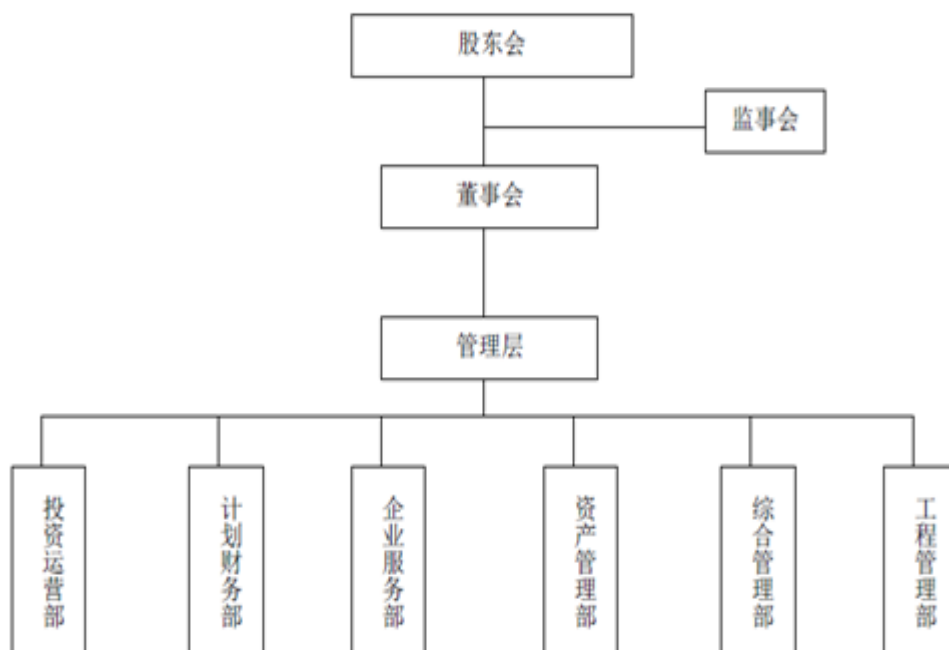 股东会
监事会
董事会
管理层
投资运营部
计划财务部
企业服务部
资产管理部
综合管理部
工程管理部